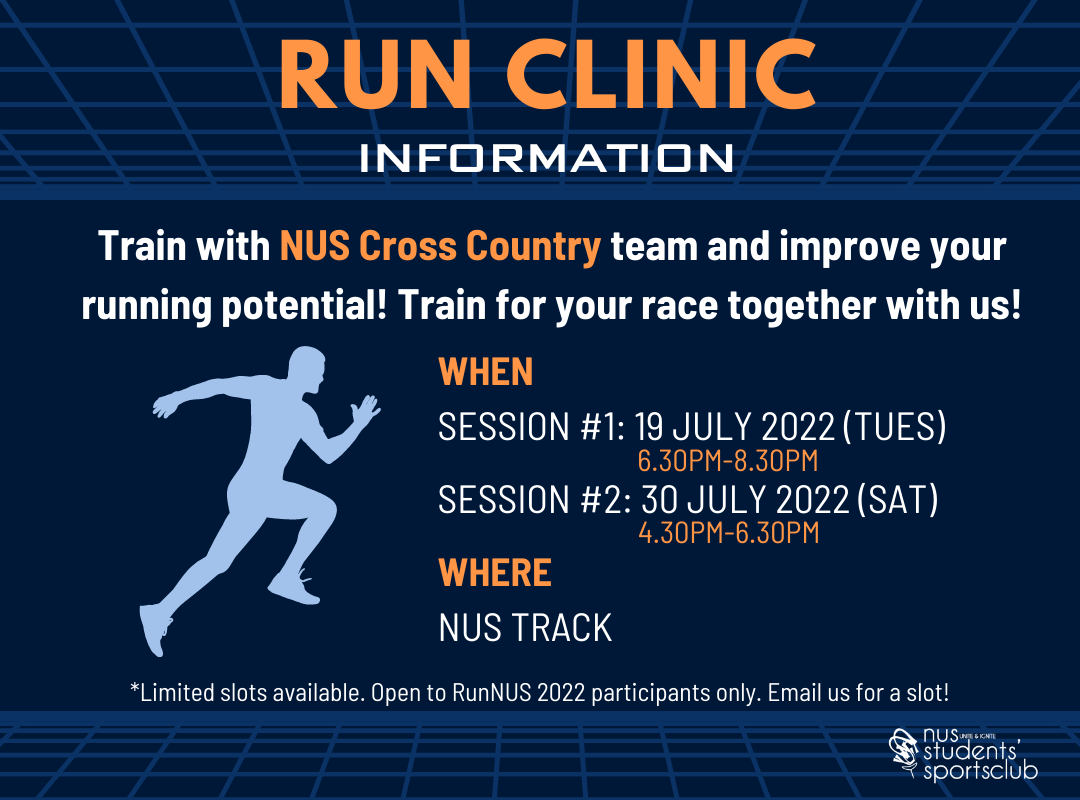 RUN CLINIC
INFORMATION
Train with NUS Cross Country team and improve your
running potential! Train for your race together with us!
WHEN
SESSION #1: 19 JULY 2022 (TUES)
6.30PM-8.30PM
SESSION #2: 30 JULY 2022 (SAT)
4.30PM-6.30PM
WHERE
NUS TRACK
*Limited slots available. Open to RunNUS 2022 participants only. Email us for a slot!
nus UNITE & IGNITE
students'
sportsclub